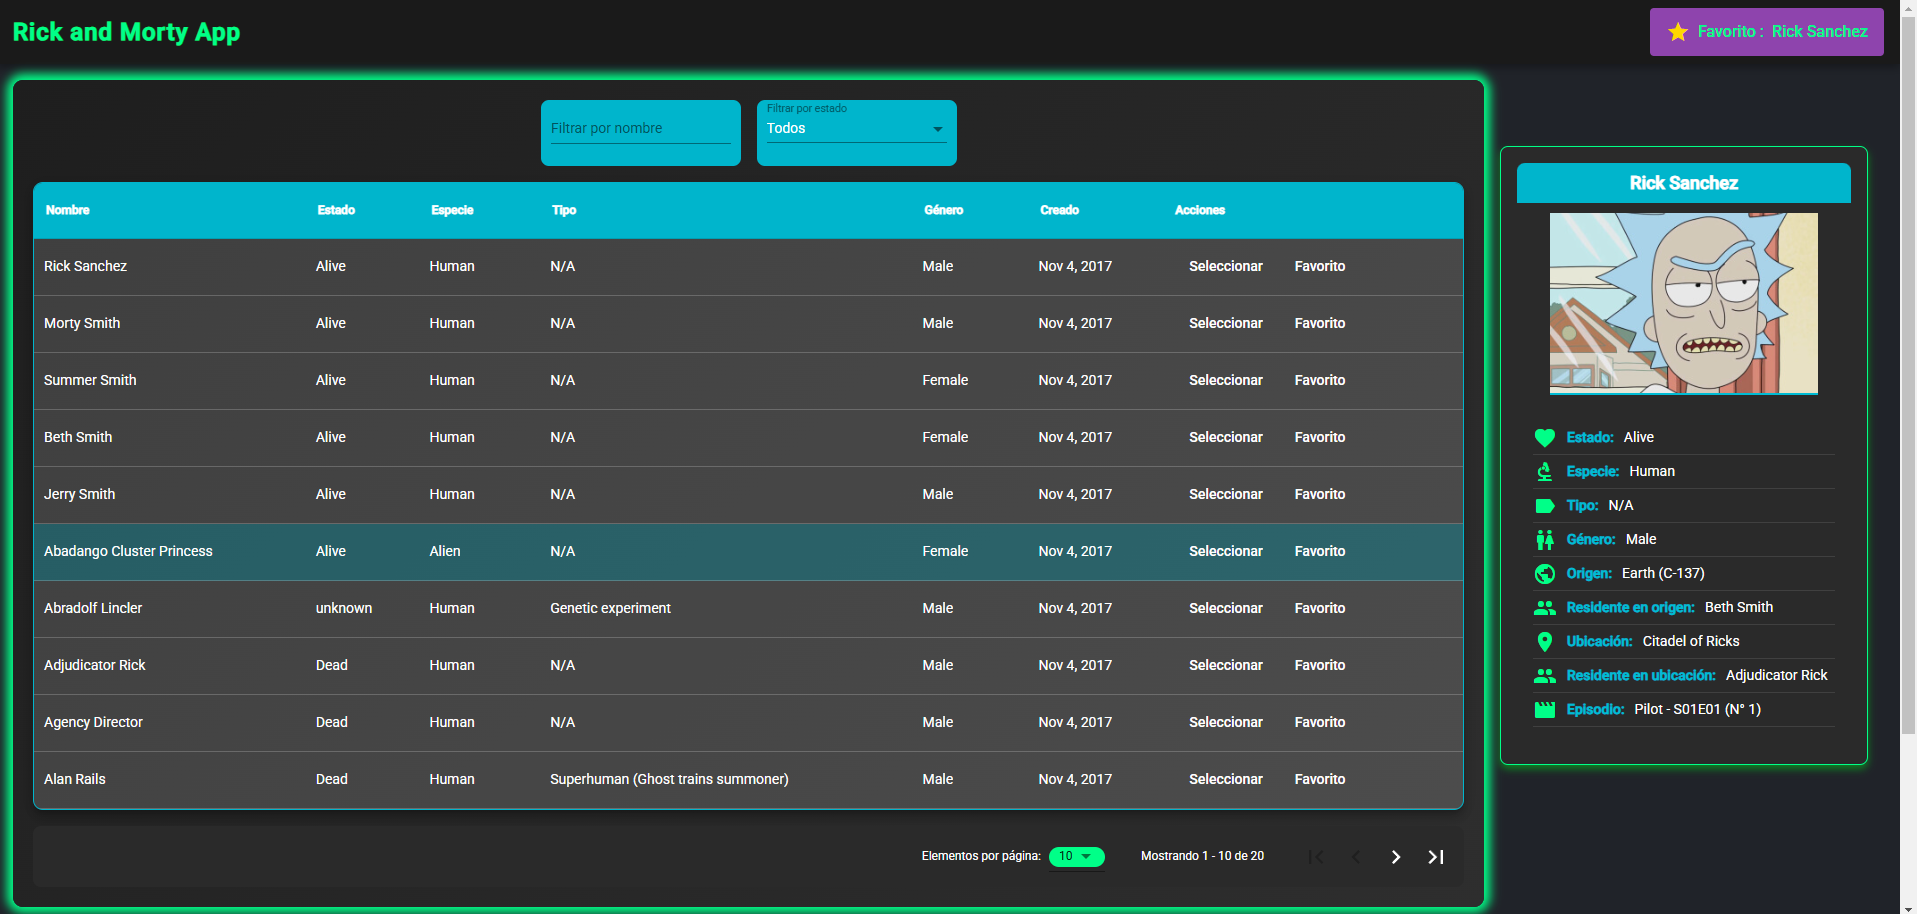 Rick and Morty App
Favorito : Rick Sanchez
Filtrar por nombre
Filtrar por estado
Todos
Nombre Estado Especie Tipo Género Creado Acciones
Rick Sanchez Alive Human N/A Male Nov 4, 2017 Seleccionar Favorito
Morty Smith Alive Human N/A Male Nov 4, 2017 Seleccionar Favorito
Summer Smith Alive Human N/A Female Nov 4, 2017 Seleccionar Favorito
Beth Smith Alive Human N/A Female Nov 4, 2017 Seleccionar Favorito
Jerry Smith Alive Human N/A Male Nov 4, 2017 Seleccionar Favorito
Abadango Cluster Princess Alive Alien N/A Female Nov 4, 2017 Seleccionar Favorito
Abradolf Lincler unknown Human Genetic experiment Male Nov 4, 2017 Seleccionar Favorito
Adjudicator Rick Dead Human N/A Male Nov 4, 2017 Seleccionar Favorito
Agency Director Dead Human N/A Male Nov 4, 2017 Seleccionar Favorito
Alan Rails Dead Human Superhuman (Ghost trains summoner) Male Nov 4, 2017 Seleccionar Favorito
Elementos por página: 10 Mostrando 1 - 10 de 20
Rick Sanchez
Estado: Alive
Especie: Human
Tipo: N/A
Género: Male
Origen: Earth (C-137)
Residente en origen: Beth Smith
Ubicación: Citadel of Ricks
Residente en ubicación: Adjudicator Rick
Episodio: Pilot - S01E01 (N° 1)